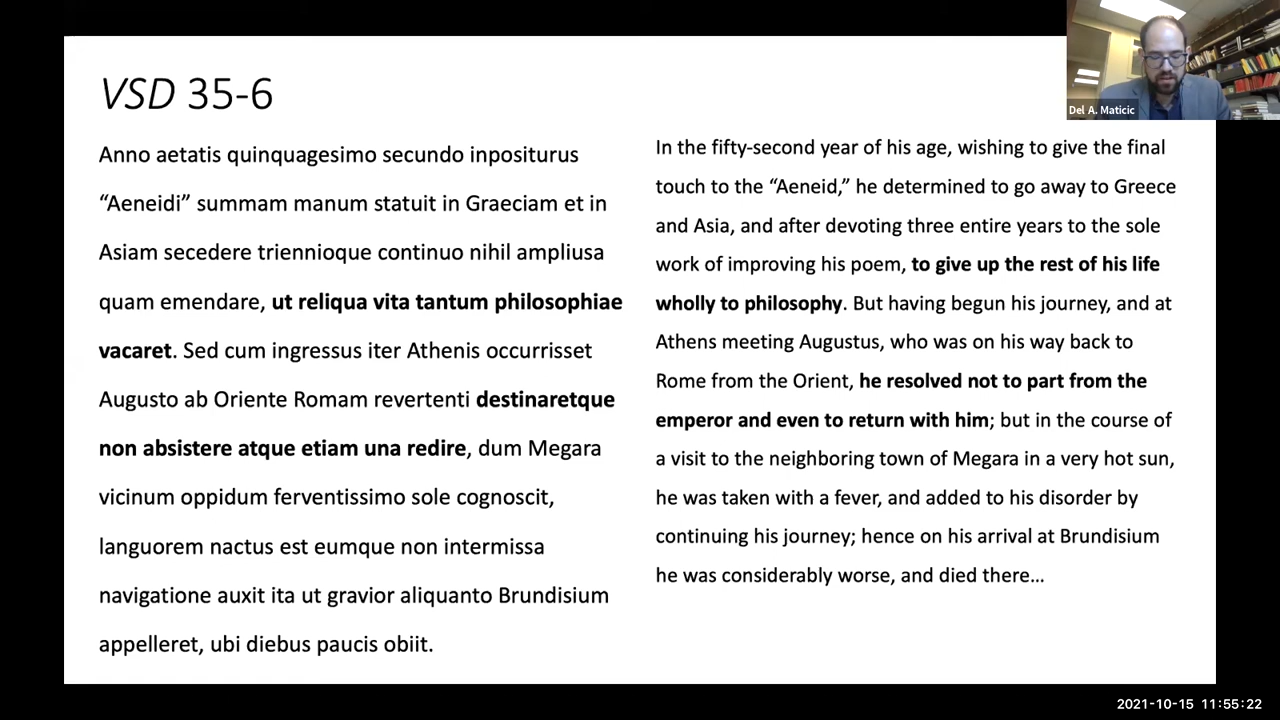 VSD 35-6
Anno aetatis quinquagesimo secundo inpositurus
“Aeneidi” summam manum statuit in Graeciam et in
Asiam secedere triennioque continuo nihil ampliusa
quam emendare, ut reliqua vita tantum philosophiae
vacaret. Sed cum ingressus iter Athenis occurrisset
Augusto ab Oriente Romam revertenti destinaretque
non absistere atque etiam una redire, dum Megara
vicinum oppidum ferventissimo sole cognoscit,
languorem nactus est eumque non intermissa
navigatione auxit ita ut gravior aliquanto Brundisium
appelleret, ubi diebus paucis obiit.
In the fifty-second year of his age, wishing to give the final
touch to the “Aeneid,” he determined to go away to Greece
and Asia, and after devoting three entire years to the sole
work of improving his poem, to give up the rest of his life
wholly to philosophy. But having begun his journey, and at
Athens meeting Augustus, who was on his way back to
Rome from the Orient, he resolved not to part from the
emperor and even to return with him; but in the course of
a visit to the neighboring town of Megara in a very hot sun,
he was taken with a fever, and added to his disorder by
continuing his journey; hence on his arrival at Brundisium
he was considerably worse, and died there…
Del A. Maticic
2021-10-15 11:55:22